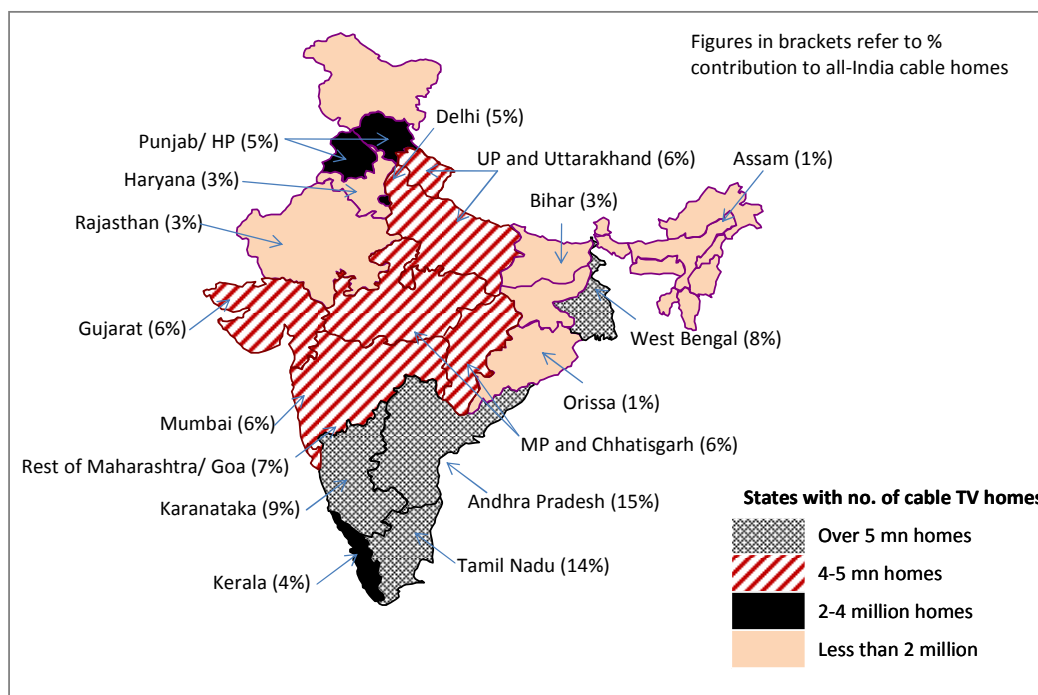 Figures in brackets refer to %
contribution to all-India cable homes
Delhi (5%)
Punjab/ HP (5%)
UP and Uttarakhand (6%)
Assam (1%)
Haryana (3%)
Bihar (3%)
Rajasthan (3%)
Gujarat (6%)
West Bengal (8%)
Orissa (1%)
Mumbai (6%)
MP and Chhatisgarh (6%)
Rest of Maharashtra/ Goa (7%)
Andhra Pradesh (15%)
Karanataka (9%)
Tamil Nadu (14%)
Kerala (4%)
States with no. of cable TV homes
Over 5 mn homes
4-5 mn homes
2-4 million homes
Less than 2 million